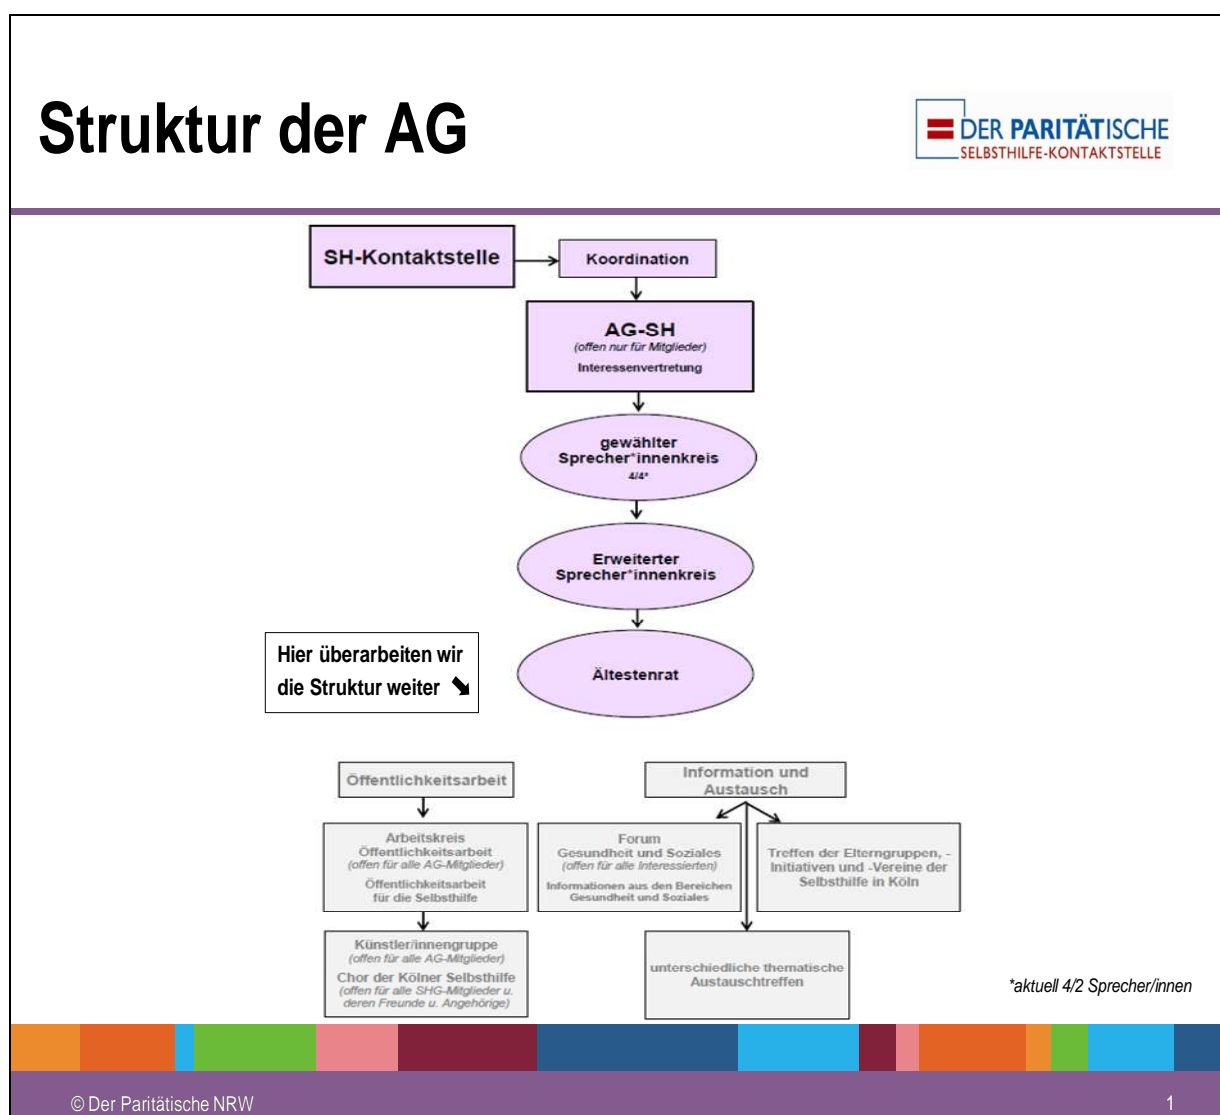 Struktur der AG
DER PARITÄTISCHE
SELBSTHILFE-KONTAKTSTELLE
SH-Kontaktstelle
Koordination
AG-SH
(offen nur für Mitglieder)
Interessenvertretung
gewählter
Sprecher*innenkreis
4/4*
Erweiterter
Sprecher*innenkreis
Hier überarbeiten wir
die Struktur weiter
Ältestenrat
Öffentlichkeitsarbeit
Arbeitskreis
Öffentlichkeitsarbeit
(offen für alle AG-Mitglieder)
Öffentlichkeitsarbeit
für die Selbsthilfe
Künstler/innengruppe
(offen für alle AG-Mitglieder)
Chor der Kölner Selbsthilfe
(offen für alle SHG-Mitglieder u.
deren Freunde u. Angehörige)
Information und
Austausch
Forum
Gesundheit und Soziales
(offen für alle Interessierten)
Informationen aus den Bereichen
Gesundheit und Soziales
Treffen der Elterngruppen, -
Initiativen und -Vereine der
Selbsthilfe in Köln
unterschiedliche thematische
Austauschtreffen
*aktuell 4/2 Sprecher/innen
© Der Paritätische NRW
1